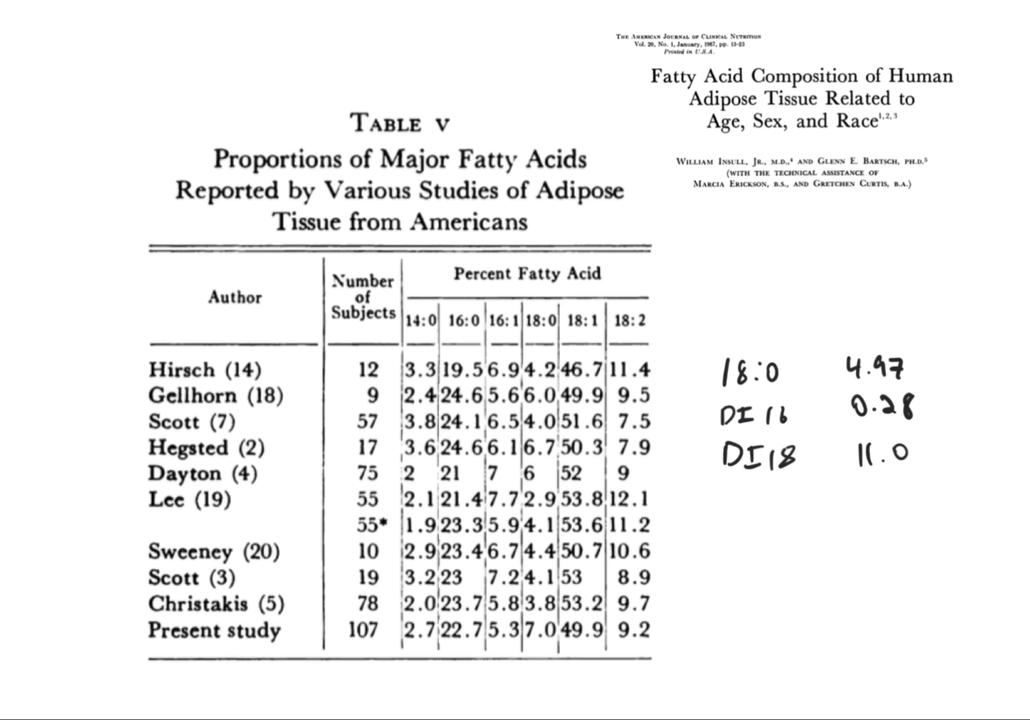 THE AMERICAN JOURNAL OF CLINICAL NUTRITION
Vol. 20, No. 1, January, 1967, pp. 13-23
Printed in U.S.A.
Fatty Acid Composition of Human
Adipose Tissue Related to
Age, Sex, and Race1,2,3
WILLIAM INSULL, JR., M.D.,4 AND GLENN E. BARTSCH, PH.D.5
(WITH THE TECHNICAL ASSISTANCE OF
MARCIA ERICKSON, B.S., AND GRETCHEN CURTIS, B.A.)
TABLE V
Proportions of Major Fatty Acids
Reported by Various Studies of Adipose
Tissue from Americans
Author Number of Subjects Percent Fatty Acid
14:0 16:0 16:1 18:0 18:1 18:2
Hirsch (14) 12 3.3 19.5 6.9 4.2 46.7 11.4
Gellhorn (18) 9 2.4 24.6 5.6 6.0 49.9 9.5
Scott (7) 57 3.8 24.1 6.5 4.0 51.6 7.5
Hegsted (2) 17 3.6 24.6 6.1 6.7 50.3 7.9
Dayton (4) 75 2 21 7 6 52 9
Lee (19) 55 2.1 21.4 7.7 2.9 53.8 12.1
55* 1.9 23.3 5.9 4.1 53.6 11.2
Sweeney (20) 10 2.9 23.4 6.7 4.4 50.7 10.6
Scott (3) 19 3.2 23 7.2 4.1 53 8.9
Christakis (5) 78 2.0 23.7 5.8 3.8 53.2 9.7
Present study 107 2.7 22.7 5.3 7.0 49.9 9.2
18:0 4.97
DI 16 0.28
DI 18 11.0